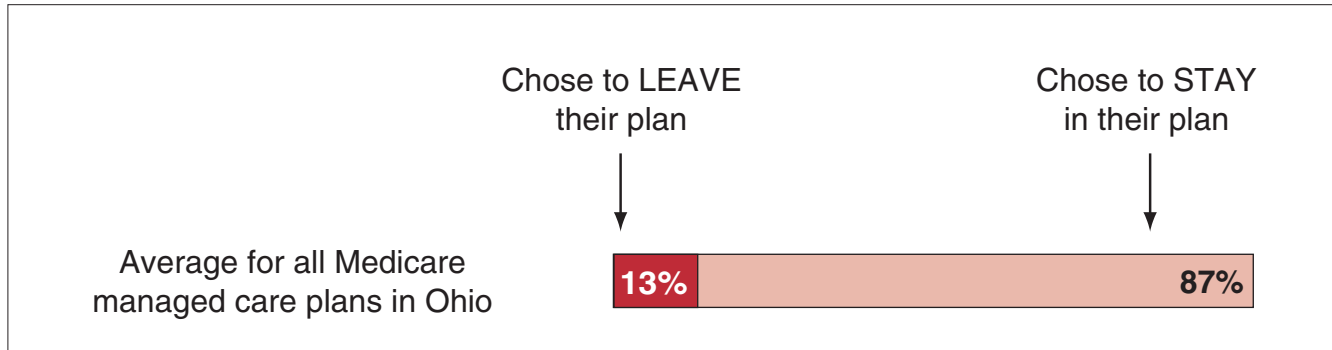 Chose to LEAVE
their plan
Chose to STAY
in their plan
Average for all Medicare
managed care plans in Ohio
13%
87%